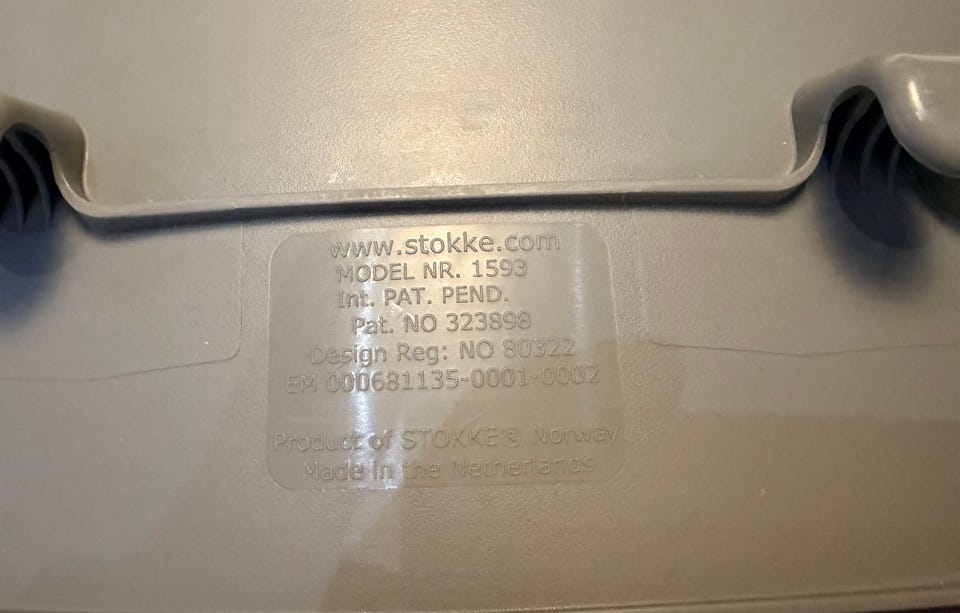 www.stokke.com
MODEL NR. 1593
Int. PAT. PEND.
Pat. NO 323898
Design Reg: NO 80322
EM 000681135-0001-0002
Product of STOKKE® Norway
Made in the Netherlands